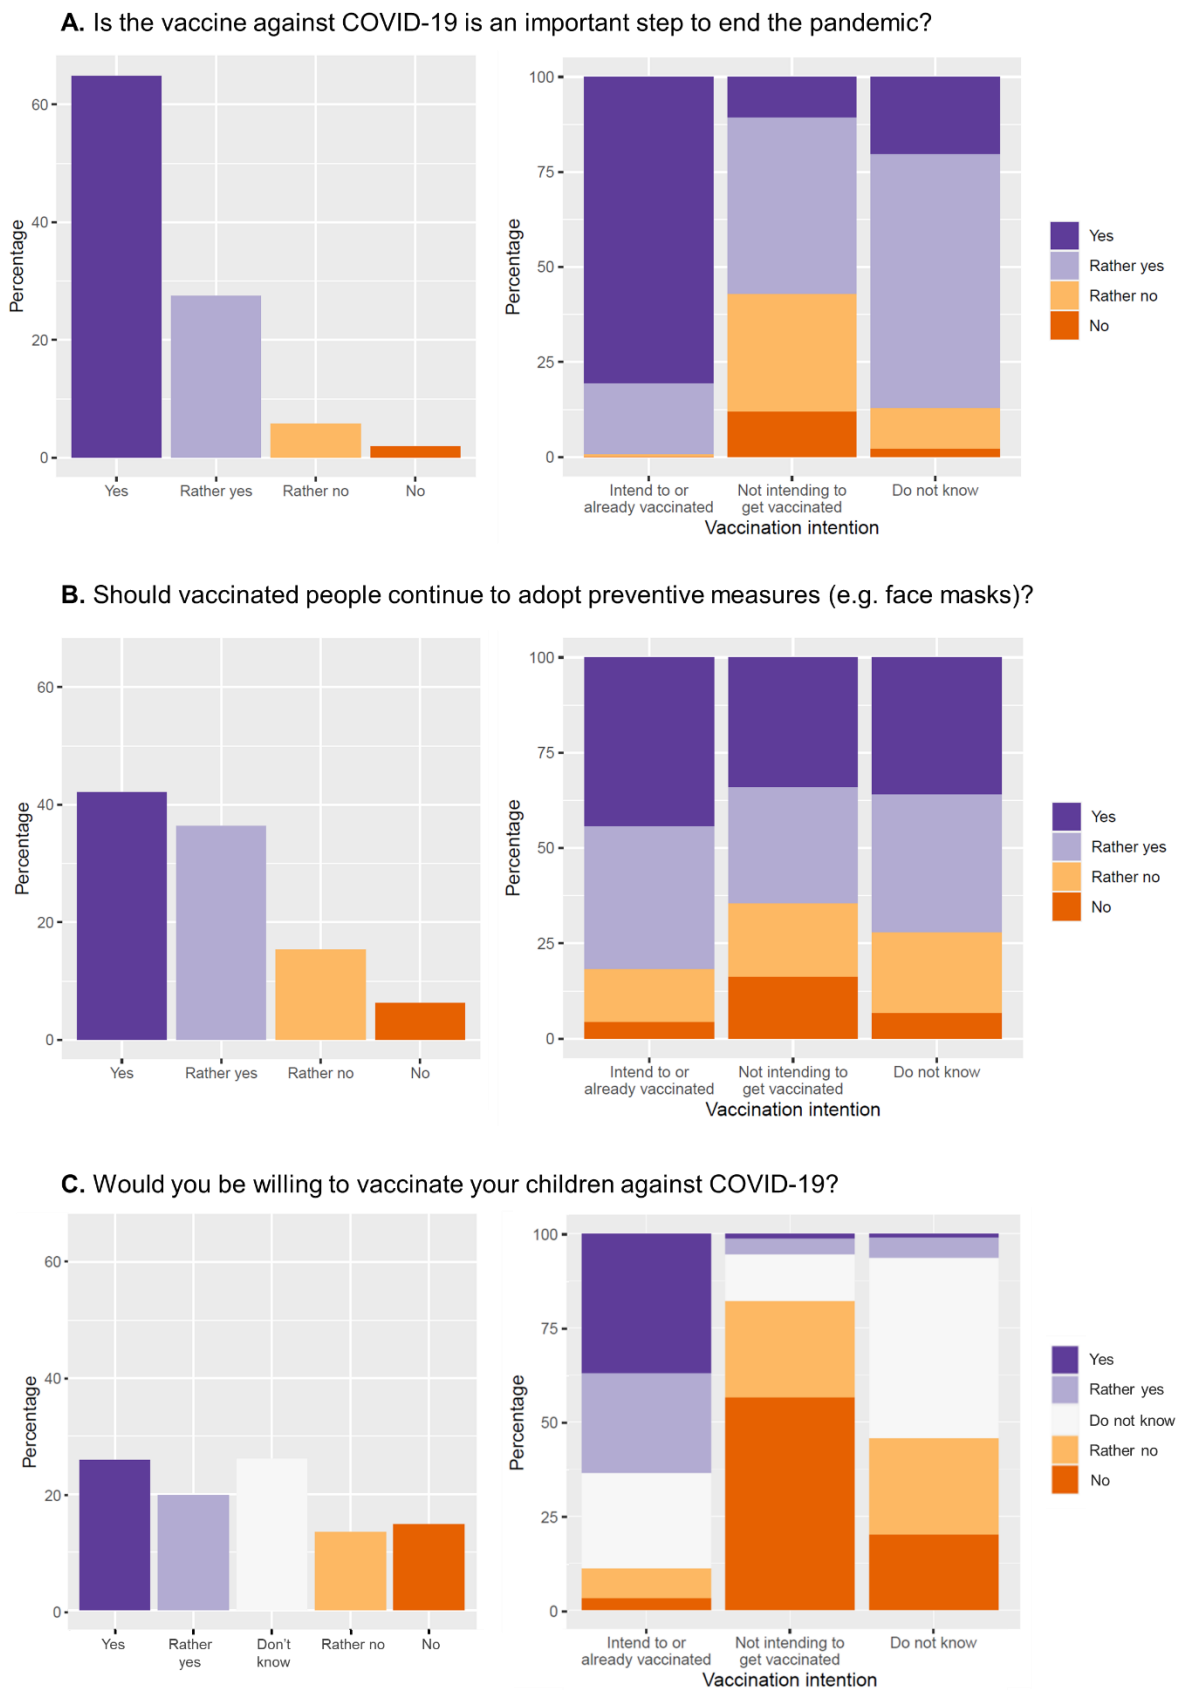 A. Is the vaccine against COVID-19 is an important step to end the pandemic?
Percentage
60
40
20
0
Yes
Rather yes
Rather no
No
Percentage
100
75
50
25
0
Intend to or
already vaccinated
Not intending to
get vaccinated
Do not know
Vaccination intention
Yes
Rather yes
Rather no
No
B. Should vaccinated people continue to adopt preventive measures (e.g. face masks)?
Percentage
60
40
20
0
Yes
Rather yes
Rather no
No
Percentage
100
75
50
25
0
Intend to or
already vaccinated
Not intending to
get vaccinated
Do not know
Vaccination intention
Yes
Rather yes
Rather no
No
C. Would you be willing to vaccinate your children against COVID-19?
Percentage
60
40
20
0
Yes
Rather
yes
Don't
know
Rather no
No
Percentage
100
75
50
25
0
Intend to or
already vaccinated
Not intending to
get vaccinated
Do not know
Vaccination intention
Yes
Rather yes
Do not know
Rather no
No